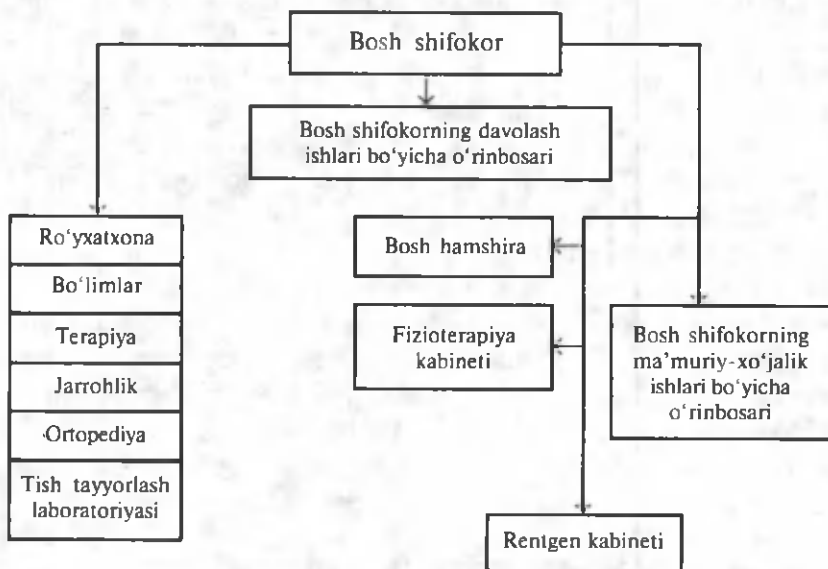 Bosh shifokor
Bosh shifokorning davolash
ishlari bo‘yicha o‘rinbosari
Ro‘yxatxona
Bo‘limlar
Terapiya
Jarrohlik
Ortopediya
Tish tayyorlash
laboratoriyasi
Bosh hamshira
Fizioterapiya
kabineti
Bosh shifokorning
ma’muriy-xo‘jalik
ishlari bo‘yicha
o‘rinbosari
Rentgen kabineti